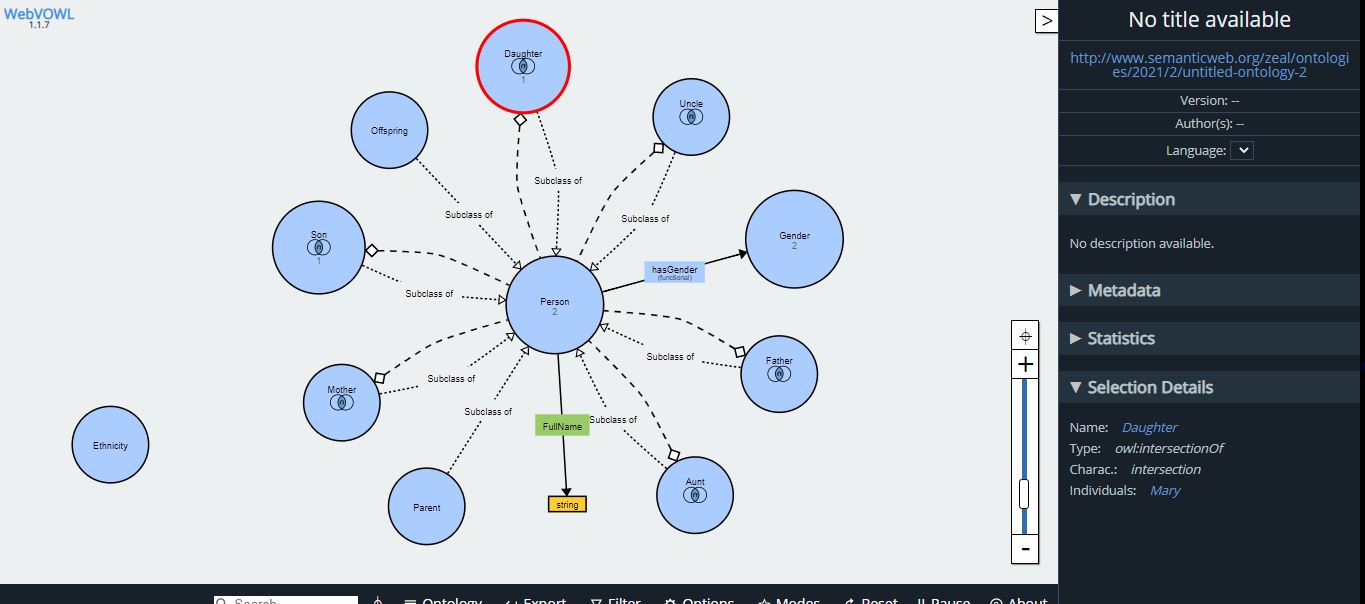 WebVOWL
1.1.7
Daughter
1
Uncle
Offspring
Subclass of
Subclass of
Subclass of
Son
1
Gender
2
hasGender
(functional)
Subclass of
Person
2
Subclass of
Father
Subclass of
Mother
Subclass of
FullName
Subclass of
Ethnicity
Aunt
Parent
string
>
+
-
No title available
http://www.semanticweb.org/zeal/ontologi
es/2021/2/untitled-ontology-2
Version: --
Author(s): --
Language:
▼ Description
No description available.
▶ Metadata
▶ Statistics
▼ Selection Details
Name: Daughter
Type: owl:intersectionOf
Charac.: intersection
Individuals: Mary
Search Ontology Export Filter Options Modes Reset Pause About